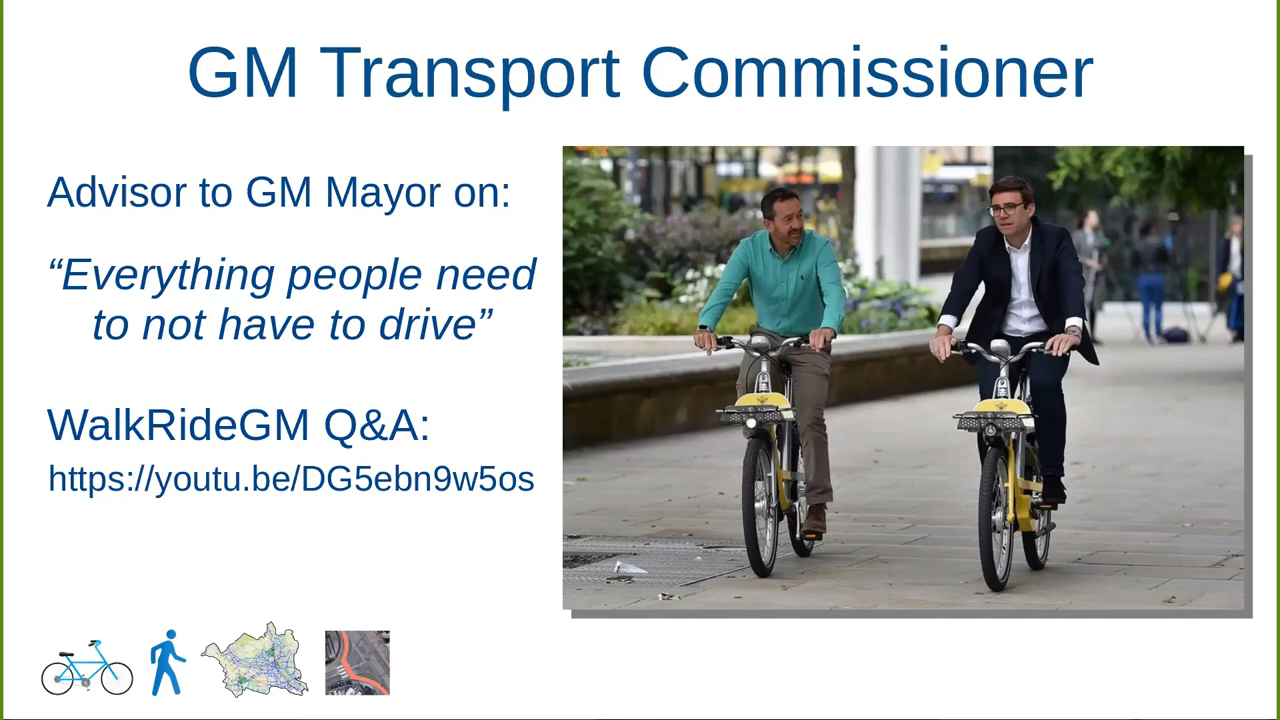 GM Transport Commissioner
Advisor to GM Mayor on:
“Everything people need
to not have to drive”
WalkRideGM Q&A:
https://youtu.be/DG5ebn9w5os